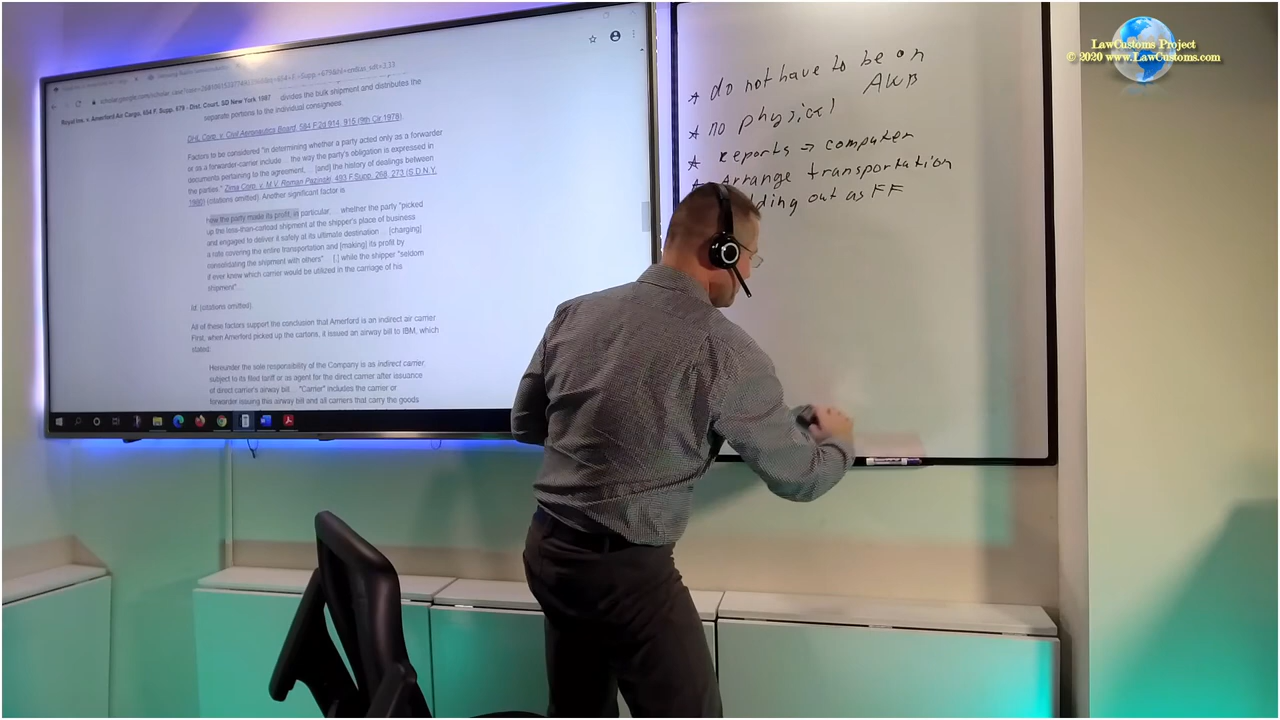 scholar.google.com/scholar_case?
Royal Ins. v. Amerford Air Cargo, 654 F. Supp. 679 - Dist. Court, SD New York 1987
divides the bulk shipment and distributes the
separate portions to the individual consignees.
DHL Corp. v. Civil Aeronautics Board, 584 F.2d 914, 915 (9th Cir.1978).
Factors to be considered "in determining whether a party acted only as a forwarder
or as a forwarder-carrier include ... the way the party's obligation is expressed in
documents pertaining to the agreement, ... [and] the history of dealings between
the parties." Zima Corp. v. M.V. Roman Pazinski, 493 F.Supp. 268, 273 (S.D.N.Y.
1980) (citations omitted). Another significant factor is
how the party made its profit, in particular, ... whether the party "picked
up the less-than-carload shipment at the shipper's place of business
and engaged to deliver it safely at its ultimate destination ... [charging]
a rate covering the entire transportation and [making] its profit by
consolidating the shipment with others" ... [,] while the shipper "seldom
if ever knew which carrier would be utilized in the carriage of his
shipment"...
Id. (citations omitted).
All of these factors support the conclusion that Amerford is an indirect air carrier.
First, when Amerford picked up the cartons, it issued an airway bill to IBM, which
stated:
Hereunder the sole responsibility of the Company is as indirect carrier,
subject to its filed tariff or as agent for the direct carrier after issuance
of direct carrier's airway bill ... "Carrier" includes the carrier or
forwarder issuing this airway bill and all carriers that carry the goods
do not have to be on
AWB
no physical
Reports → computer
Arrange transportation
ding out as FF
LawCustoms Project
© 2020 www.LawCustoms.com